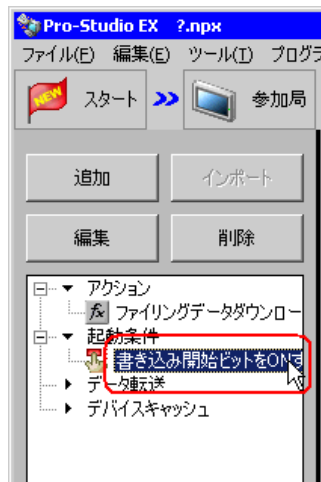 Pro-Studio EX ?.npx
ファイル(F) 編集(E) ツール(T) プログラ
NEW スタート 参加局
追加 インポート
編集 削除
アクション
fx ファイリングデータダウンロー
起動条件
書き込み開始ビットをONす
データ転送
デバイスキャッシュ